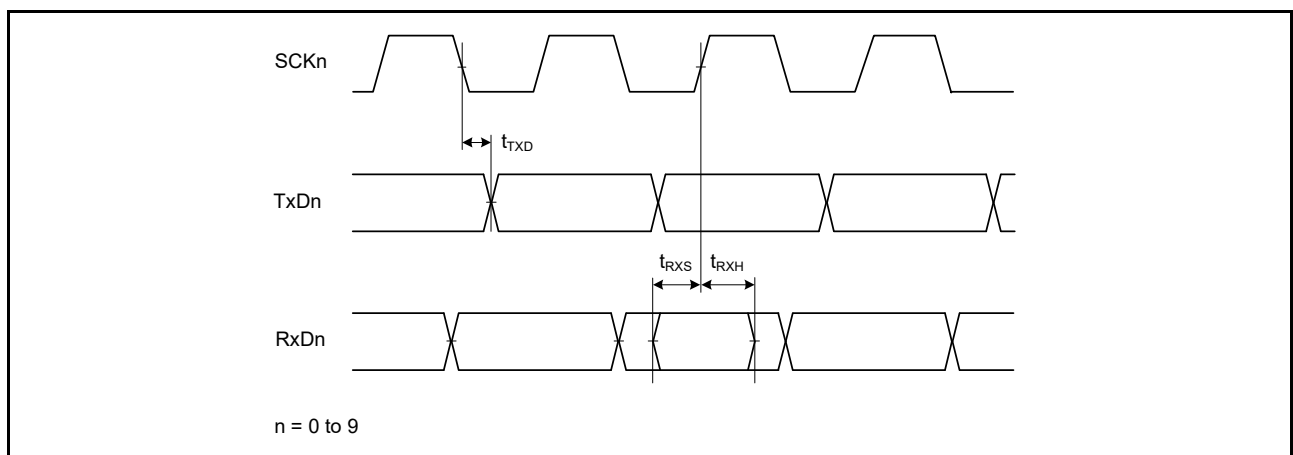 SCKn
tTXD
TxDn
tRXS tRXH
RxDn
n = 0 to 9